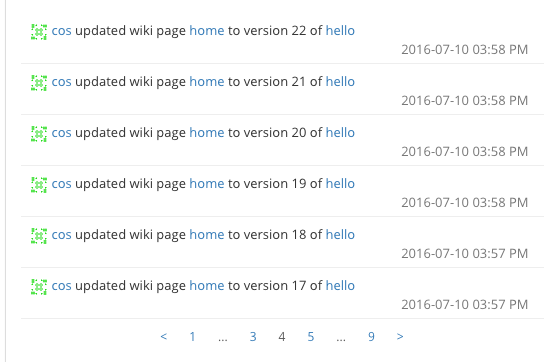 cos updated wiki page home to version 22 of hello
2016-07-10 03:58 PM
cos updated wiki page home to version 21 of hello
2016-07-10 03:58 PM
cos updated wiki page home to version 20 of hello
2016-07-10 03:58 PM
cos updated wiki page home to version 19 of hello
2016-07-10 03:58 PM
cos updated wiki page home to version 18 of hello
2016-07-10 03:57 PM
cos updated wiki page home to version 17 of hello
2016-07-10 03:57 PM
< 1 ... 3 4 5 ... 9 >